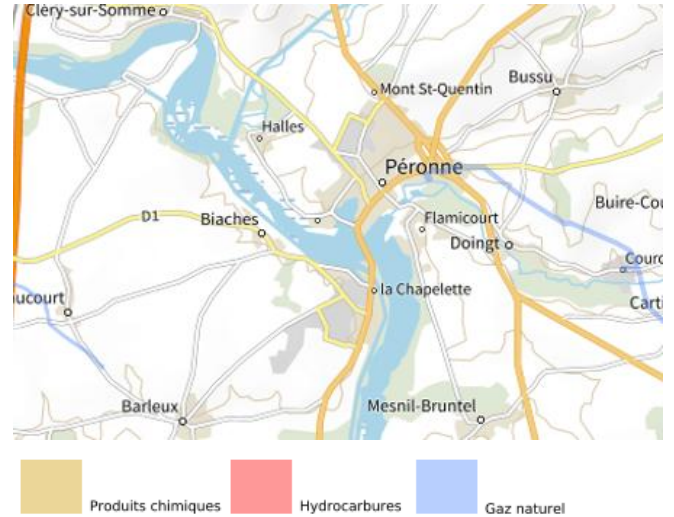 Cléry-sur-Somme
Mont St-Quentin
Bussu
Halles
Péronne
Buire-Cou
D1
Biaches
Flamicourt
Doingt
Courc
ucourt
la Chapelette
Carti
Barleux
Mesnil-Bruntel
Produits chimiques
Hydrocarbures
Gaz naturel